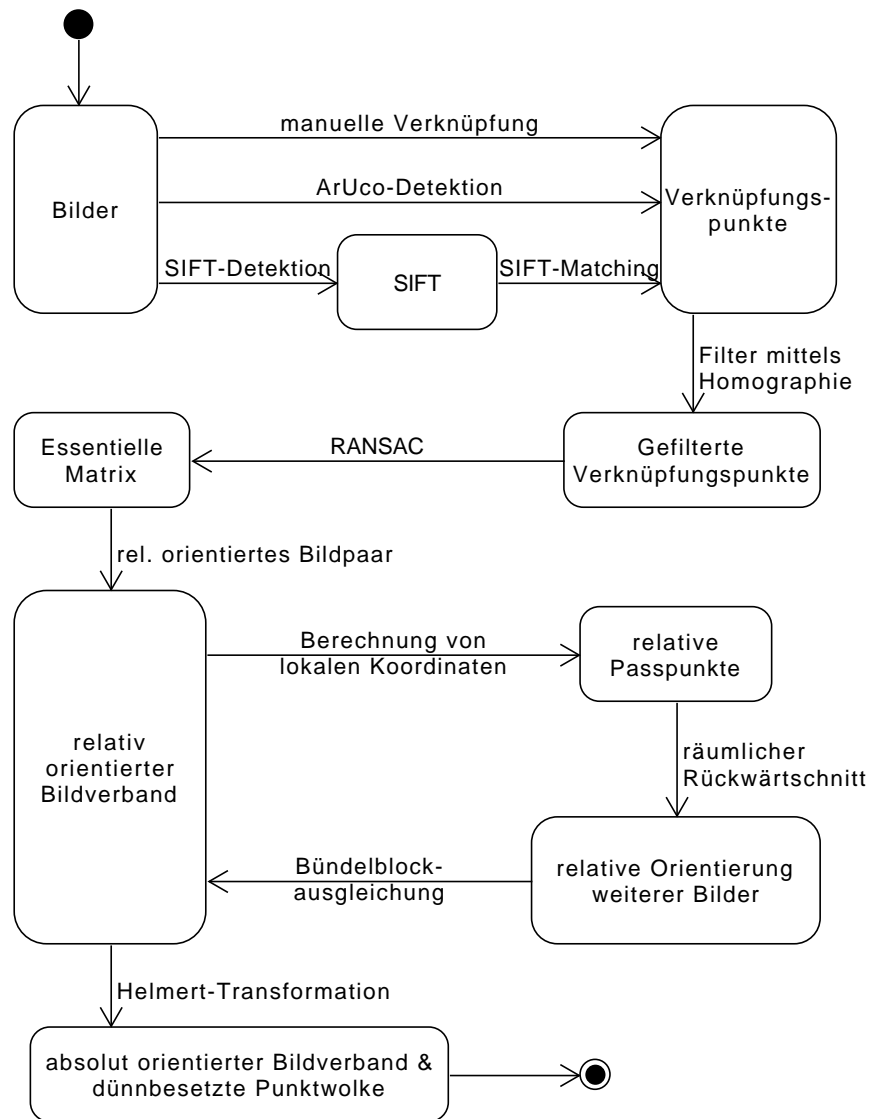 manuelle Verknüpfung
ArUco-Detektion
Bilder
Verknüpfungs-
punkte
SIFT-Detektion
SIFT
SIFT-Matching
Filter mittels
Homographie
Essentielle
Matrix
RANSAC
Gefilterte
Verknüpfungspunkte
rel. orientiertes Bildpaar
Berechnung von
lokalen Koordinaten
relative
Passpunkte
relativ
orientierter
Bildverband
räumlicher
Rückwärtschnitt
Bündelblock-
ausgleichung
relative Orientierung
weiterer Bilder
Helmert-Transformation
absolut orientierter Bildverband &
dünnbesetzte Punktwolke